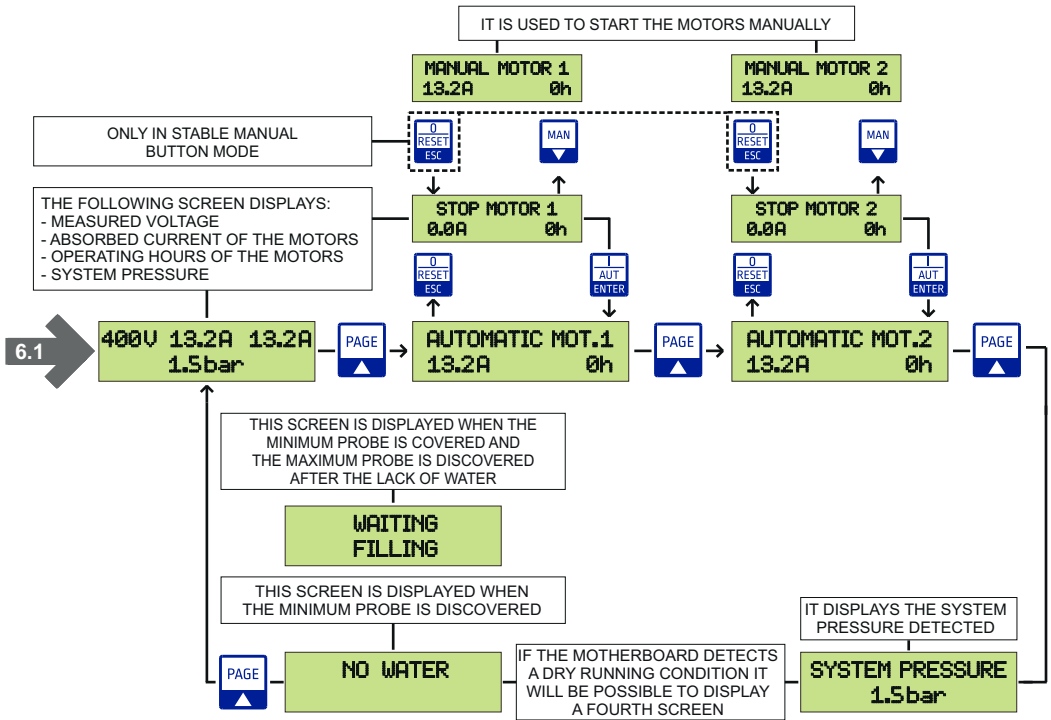 IT IS USED TO START THE MOTORS MANUALLY
MANUAL MOTOR 1
13.2A 0h
MANUAL MOTOR 2
13.2A 0h
ONLY IN STABLE MANUAL
BUTTON MODE
0
RESET
ESC
MAN
0
RESET
ESC
MAN
THE FOLLOWING SCREEN DISPLAYS:
- MEASURED VOLTAGE
- ABSORBED CURRENT OF THE MOTORS
- OPERATING HOURS OF THE MOTORS
- SYSTEM PRESSURE
STOP MOTOR 1
0.0A 0h
STOP MOTOR 2
0.0A 0h
0
RESET
ESC
I
AUT
ENTER
0
RESET
ESC
I
AUT
ENTER
6.1
400V 13.2A 13.2A
1.5bar
PAGE
AUTOMATIC MOT.1
13.2A 0h
PAGE
AUTOMATIC MOT.2
13.2A 0h
PAGE
THIS SCREEN IS DISPLAYED WHEN THE
MINIMUM PROBE IS COVERED AND
THE MAXIMUM PROBE IS DISCOVERED
AFTER THE LACK OF WATER
WAITING
FILLING
THIS SCREEN IS DISPLAYED WHEN
THE MINIMUM PROBE IS DISCOVERED
IT DISPLAYS THE SYSTEM
PRESSURE DETECTED
PAGE
NO WATER
IF THE MOTHERBOARD DETECTS
A DRY RUNNING CONDITION IT
WILL BE POSSIBLE TO DISPLAY
A FOURTH SCREEN
SYSTEM PRESSURE
1.5bar